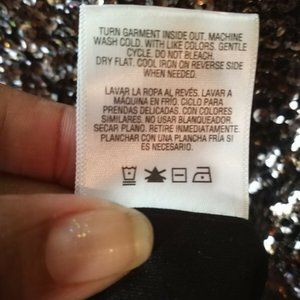 TURN GARMENT INSIDE OUT. MACHINE
WASH COLD. WITH LIKE COLORS. GENTLE
CYCLE. DO NOT BLEACH
DRY FLAT. COOL IRON ON REVERSE SIDE
WHEN NEEDED.
LAVAR LA ROPA AL REVÉS. LAVAR A
MÁQUINA EN FRÍO. CICLO PARA
PRENDAS DELICADAS. CON COLORES
SIMILARES. NO USAR BLANQUEADOR.
SECAR PLANO. RETIRE INMEDIATAMENTE.
PLANCHAR CON UNA PLANCHA FRÍA SI
ES NECESARIO.